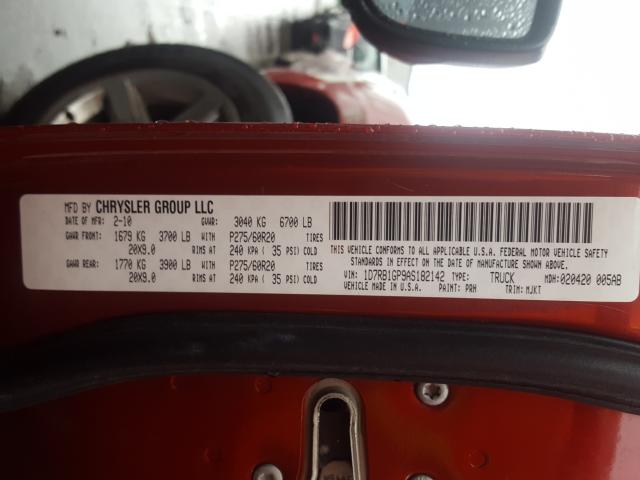 MFD BY CHRYSLER GROUP LLC
DATE OF MFR: 2-10 GVWR: 3040 KG 6700 LB
GAWR FRONT: 1679 KG 3700 LB WITH P275/60R20 TIRES
20X9.0 RIMS AT 240 KPA ( 35 PSI) COLD
GAWR REAR: 1770 KG 3900 LB WITH P275/60R20 TIRES
20X9.0 RIMS AT 240 KPA ( 35 PSI) COLD
THIS VEHICLE CONFORMS TO ALL APPLICABLE U.S.A. FEDERAL MOTOR VEHICLE SAFETY
STANDARDS IN EFFECT ON THE DATE OF MANUFACTURE SHOWN ABOVE.
VIN: 1D7RB1GP9AS182142 TYPE: TRUCK MDH: 020420 005AB
VEHICLE MADE IN U.S.A. PAINT: PRH TRIM: MJKT